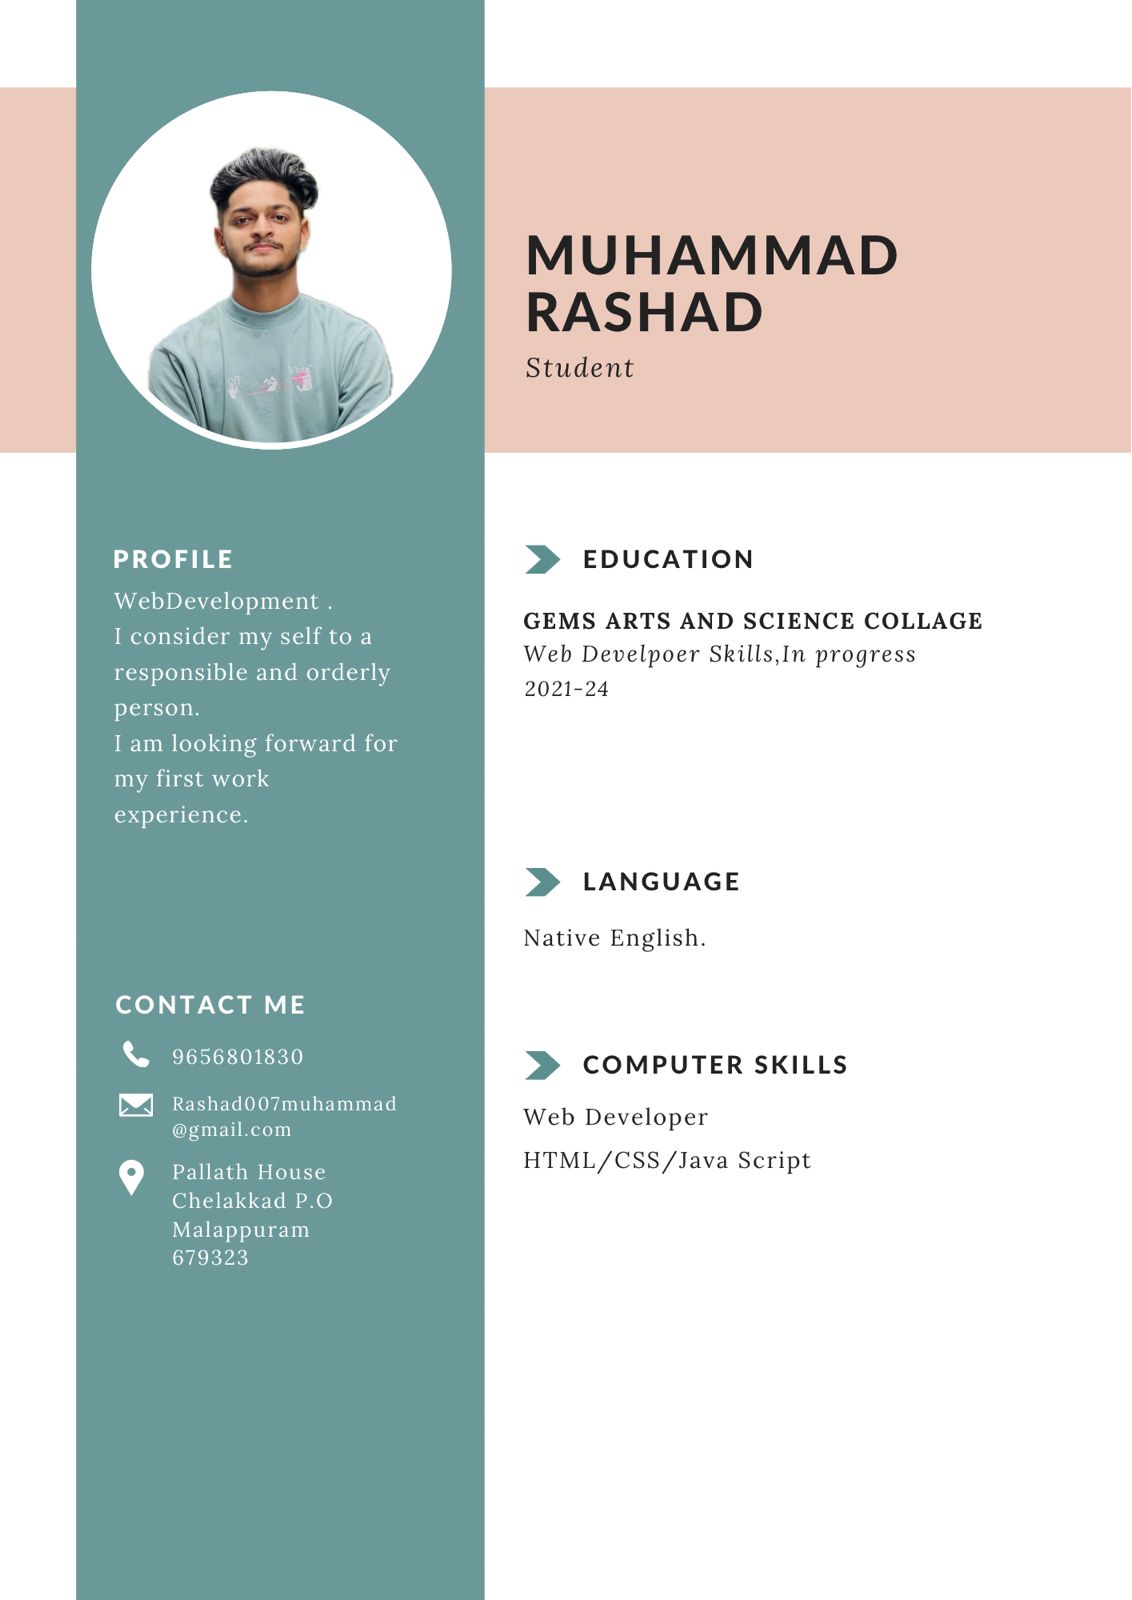 MUHAMMAD
RASHAD
Student
PROFILE
WebDevelopment .
I consider my self to a
responsible and orderly
person.
I am looking forward for
my first work
experience.
CONTACT ME
9656801830
Rashad007muhammad
@gmail.com
Pallath House
Chelakkad P.O
Malappuram
679323
EDUCATION
GEMS ARTS AND SCIENCE COLLAGE
Web Develpoer Skills,In progress
2021-24
LANGUAGE
Native English.
COMPUTER SKILLS
Web Developer
HTML/CSS/Java Script